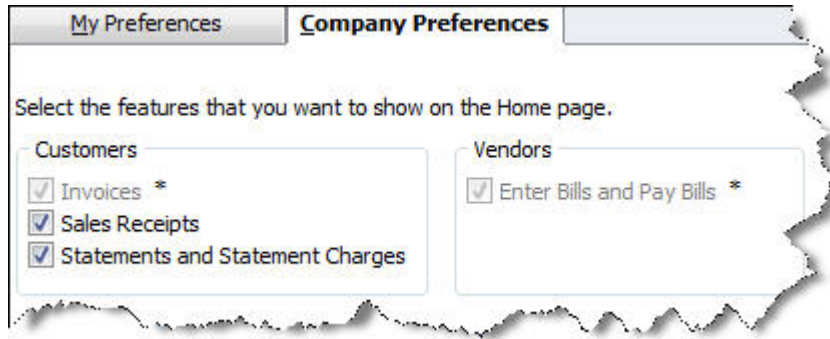 My Preferences
Company Preferences
Select the features that you want to show on the Home page.
Customers
Invoices *
Sales Receipts
Statements and Statement Charges
Vendors
Enter Bills and Pay Bills *